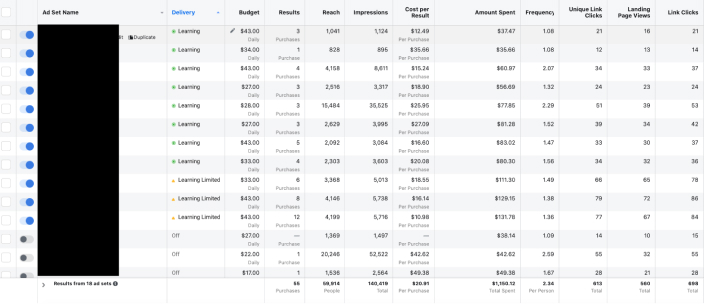 Ad Set Name Delivery Budget Results Reach Impressions Cost per Result Amount Spent Frequency Unique Link Clicks Landing Page Views Link Clicks
Duplicate Learning $43.00 3 1,041 1,124 $12.49 $37.47 1.08 21 16 21
Daily Purchases Per Purchase
Learning $34.00 1 828 895 $35.66 $35.66 1.08 12 13 14
Daily Purchase Per Purchase
Learning $43.00 4 4,158 8,611 $15.24 $60.97 2.07 34 33 37
Daily Purchases Per Purchase
Learning $27.00 3 2,516 3,317 $18.90 $56.69 1.32 24 23 24
Daily Purchases Per Purchase
Learning $28.00 3 15,484 35,525 $25.95 $77.85 2.29 51 39 53
Daily Purchases Per Purchase
Learning $27.00 3 2,629 3,995 $27.09 $81.28 1.52 39 34 42
Daily Purchases Per Purchase
Learning $43.00 5 2,092 3,084 $16.60 $83.02 1.47 33 30 37
Daily Purchases Per Purchase
Learning $33.00 4 2,303 3,603 $20.08 $80.30 1.56 34 32 36
Daily Purchases Per Purchase
Learning Limited $33.00 6 3,368 5,013 $18.55 $111.30 1.49 66 65 78
Daily Purchases Per Purchase
Learning Limited $43.00 8 4,146 5,738 $16.14 $129.15 1.38 79 72 86
Daily Purchases Per Purchase
Learning Limited $43.00 12 4,199 5,716 $10.98 $131.78 1.36 77 67 84
Daily Purchases Per Purchase
Off $27.00 — 1,369 1,497 — $38.14 1.09 14 10 15
Daily Purchase Per Purchase
Off $22.00 1 20,246 52,522 $42.62 $42.62 2.59 55 32 55
Daily Purchase Per Purchase
Off $17.00 1 1,536 2,564 $49.38 $49.38 1.67 28 21 28
Results from 18 ad sets 55 59,914 140,419 $20.91 $1,150.12 2.34 613 560 698
Purchases People Total Per Purchase Total Spent Per Person Total Total Total